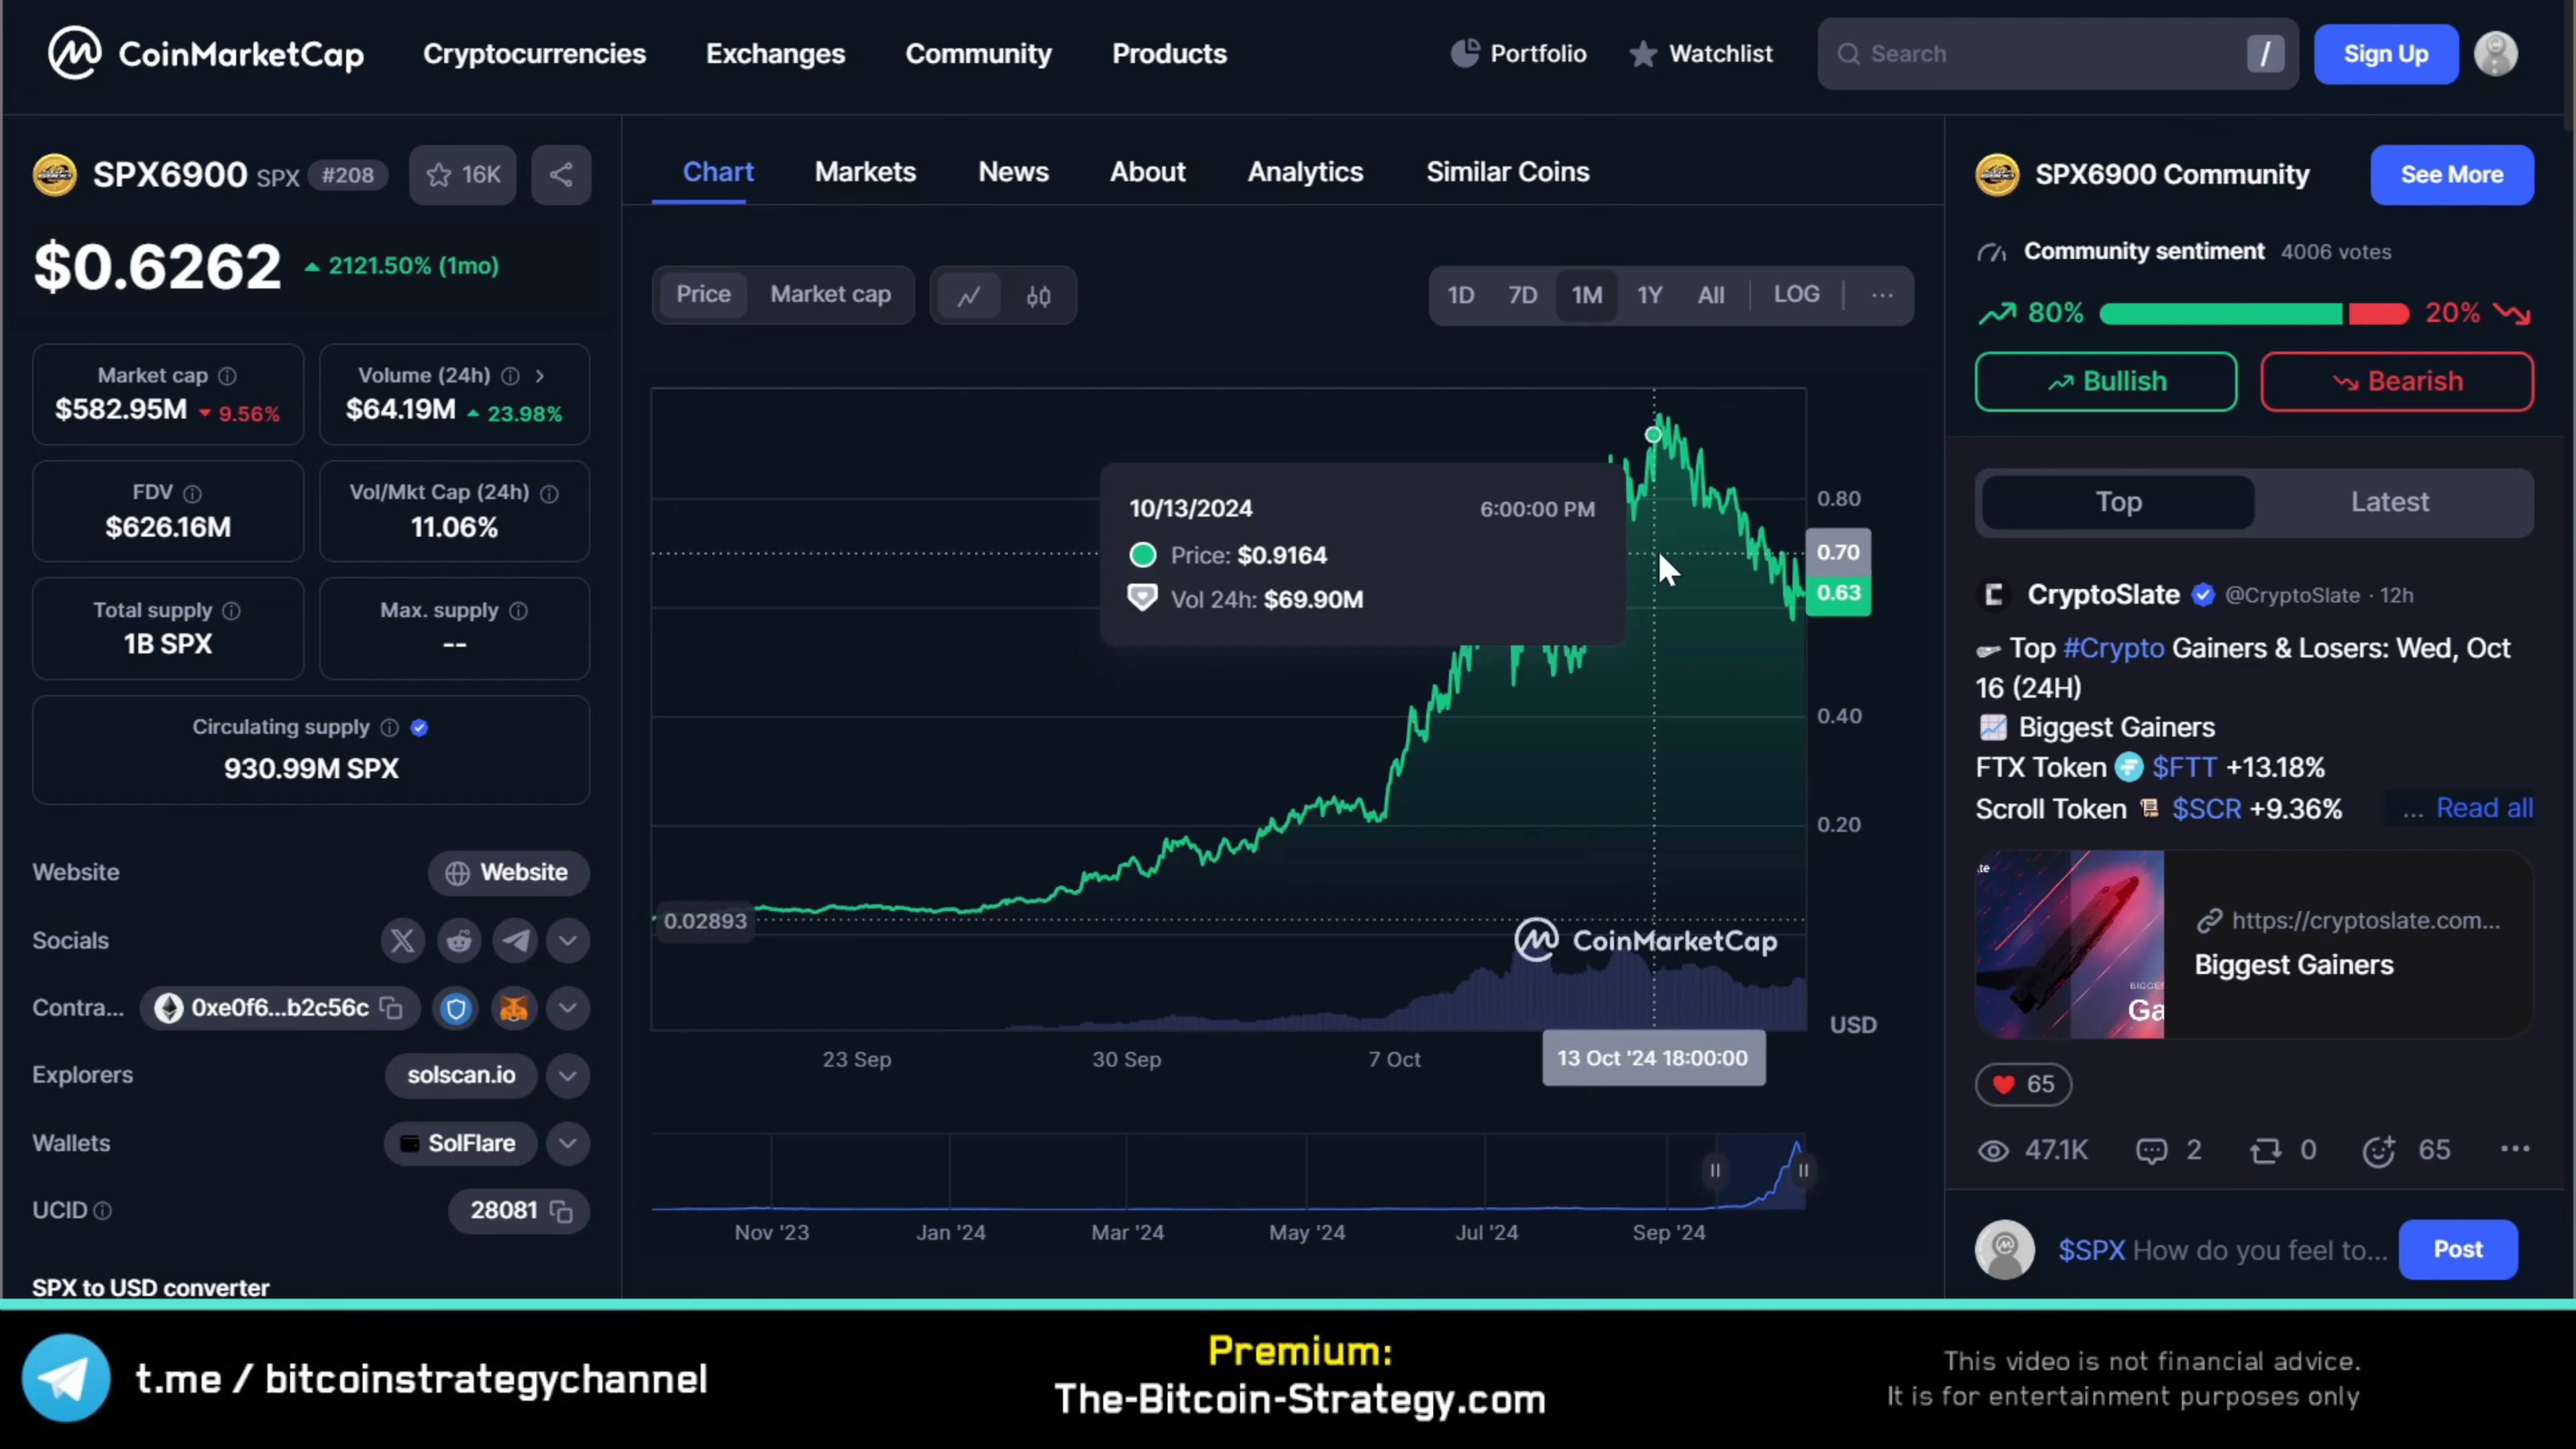 CoinMarketCap
Cryptocurrencies
Exchanges
Community
Products
Portfolio
Watchlist
Search
/
Sign Up
SPX6900 SPX #208
16K
$0.6262
2121.50% (1mo)
Market cap
$582.95M 9.56%
Volume (24h)
$64.19M 23.98%
FDV
$626.16M
Vol/Mkt Cap (24h)
11.06%
Total supply
1B SPX
Max. supply
--
Circulating supply
930.99M SPX
Website
Website
Socials
Contra...
0xe0f6...b2c56c
Explorers
solscan.io
Wallets
SolFlare
UCID
28081
SPX to USD converter
Chart
Markets
News
About
Analytics
Similar Coins
Price
Market cap
1D
7D
1M
1Y
All
LOG
...
10/13/2024
6:00:00 PM
Price: $0.9164
Vol 24h: $69.90M
0.80
0.70
0.63
0.40
0.20
0.02893
CoinMarketCap
USD
23 Sep
30 Sep
7 Oct
13 Oct '24 18:00:00
Nov '23
Jan '24
Mar '24
May '24
Jul '24
Sep '24
SPX6900 Community
See More
Community sentiment 4006 votes
80%
20%
Bullish
Bearish
Top
Latest
CryptoSlate @CryptoSlate · 12h
Top #Crypto Gainers & Losers: Wed, Oct
16 (24H)
Biggest Gainers
FTX Token $FTT +13.18%
Scroll Token $SCR +9.36%
... Read all
https://cryptoslate.com...
Biggest Gainers
Ga
65
47.1K
2
0
65
...
$SPX How do you feel to...
Post
t.me / bitcoinstrategychannel
Premium:
The-Bitcoin-Strategy.com
This video is not financial advice.
It is for entertainment purposes only